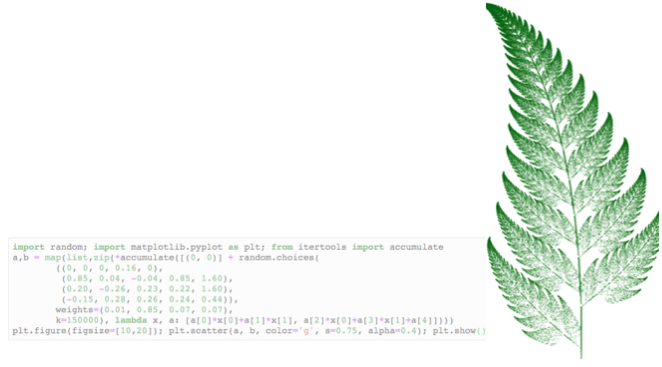 import random; import matplotlib.pyplot as plt; from itertools import accumulate
a,b = map(list,zip(*accumulate([(0, 0)] + random.choices(
((0, 0, 0, 0.16, 0),
(0.85, 0.04, -0.04, 0.85, 1.60),
(0.20, -0.26, 0.23, 0.22, 1.60),
(-0.15, 0.28, 0.26, 0.24, 0.44)),
weights=(0.01, 0.85, 0.07, 0.07),
k=150000), lambda x, a: [a[0]*x[0]+a[1]*x[1], a[2]*x[0]+a[3]*x[1]+a[4]])))
plt.figure(figsize=[10,20]); plt.scatter(a, b, color='g', s=0.75, alpha=0.4); plt.show()